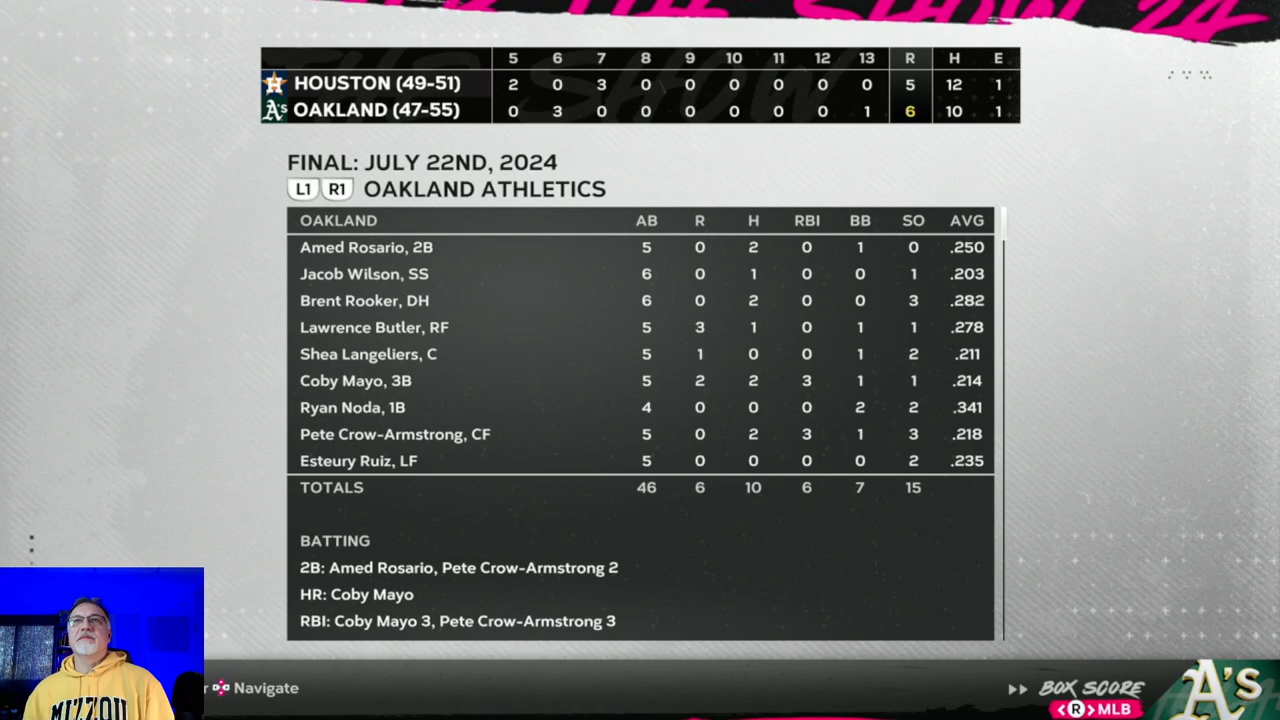 THE SHOW 24
5 6 7 8 9 10 11 12 13 R H E
HOUSTON (49-51) 2 0 3 0 0 0 0 0 0 5 12 1
A's OAKLAND (47-55) 0 3 0 0 0 0 0 0 1 6 10 1
FINAL: JULY 22ND, 2024
L1 R1 OAKLAND ATHLETICS
OAKLAND AB R H RBI BB SO AVG
Amed Rosario, 2B 5 0 2 0 1 0 .250
Jacob Wilson, SS 6 0 1 0 0 1 .203
Brent Rooker, DH 6 0 2 0 0 3 .282
Lawrence Butler, RF 5 3 1 0 1 1 .278
Shea Langeliers, C 5 1 0 0 1 2 .211
Coby Mayo, 3B 5 2 2 3 1 1 .214
Ryan Noda, 1B 4 0 0 0 2 2 .341
Pete Crow-Armstrong, CF 5 0 2 3 1 3 .218
Esteury Ruiz, LF 5 0 0 0 0 2 .235
TOTALS 46 6 10 6 7 15
BATTING
2B: Amed Rosario, Pete Crow-Armstrong 2
HR: Coby Mayo
RBI: Coby Mayo 3, Pete Crow-Armstrong 3
MIZZOU
Navigate
BOX SCORE
<R> MLB
A's